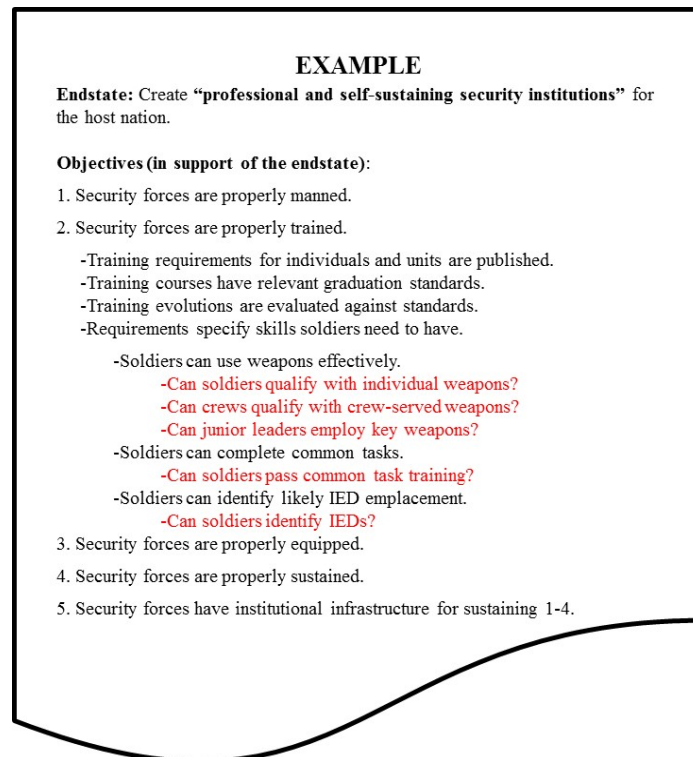 EXAMPLE
Endstate: Create “professional and self-sustaining security institutions” for
the host nation.
Objectives (in support of the endstate):
1. Security forces are properly manned.
2. Security forces are properly trained.
-Training requirements for individuals and units are published.
-Training courses have relevant graduation standards.
-Training evolutions are evaluated against standards.
-Requirements specify skills soldiers need to have.
-Soldiers can use weapons effectively.
-Can soldiers qualify with individual weapons?
-Can crews qualify with crew-served weapons?
-Can junior leaders employ key weapons?
-Soldiers can complete common tasks.
-Can soldiers pass common task training?
-Soldiers can identify likely IED emplacement.
-Can soldiers identify IEDs?
3. Security forces are properly equipped.
4. Security forces are properly sustained.
5. Security forces have institutional infrastructure for sustaining 1-4.